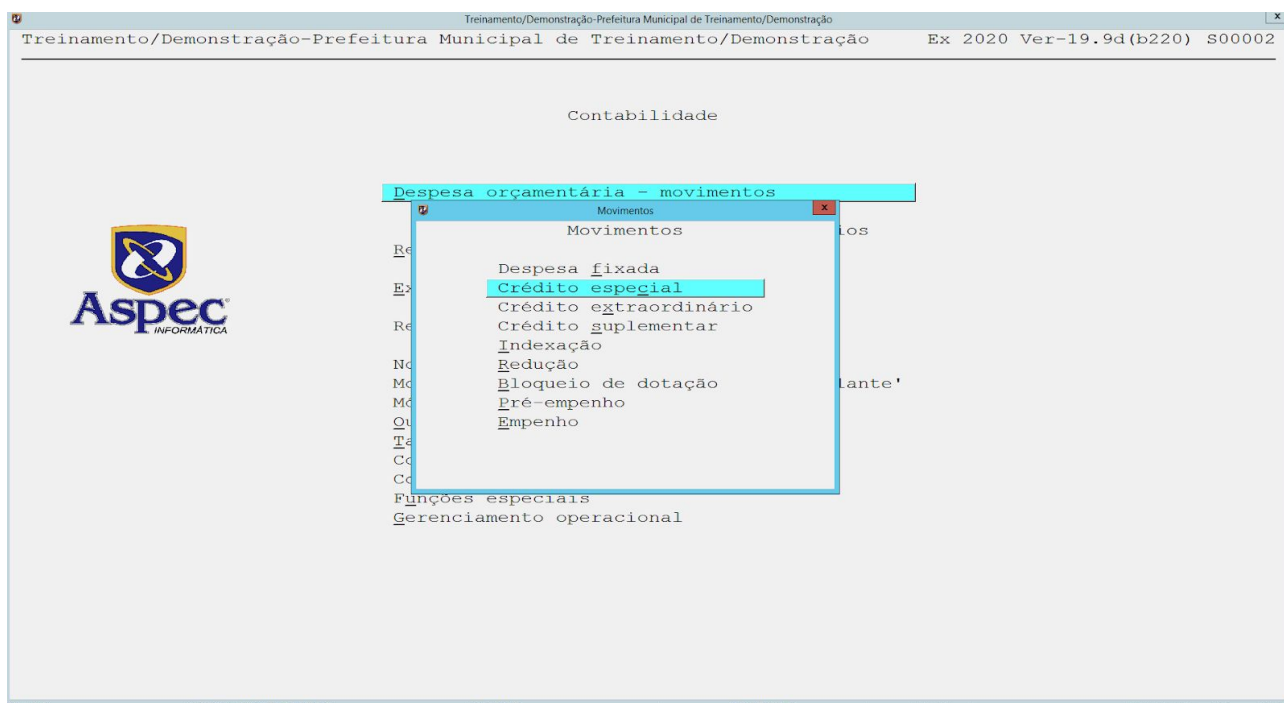 Treinamento/Demonstração-Prefeitura Municipal de Treinamento/Demonstração
x
Treinamento/Demonstração-Prefeitura Municipal de Treinamento/Demonstração Ex 2020 Ver-19.9d(b220) S00002
Contabilidade
Despesa orçamentária - movimentos
Movimentos
x
Movimentos
Despesa fixada
Crédito especial
Crédito extraordinário
Crédito suplementar
Indexação
Redução
Bloqueio de dotação
Pré-empenho
Empenho
Funções especiais
Gerenciamento operacional
Aspec
INFORMÁTICA